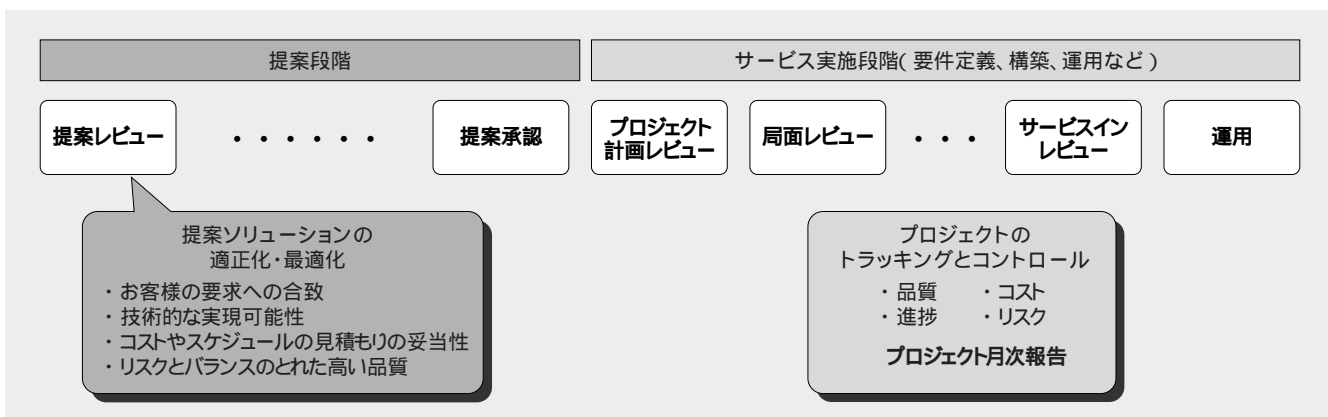 提案段階
サービス実施段階(要件定義、構築、運用など)
提案レビュー
・・・・・・
提案承認
プロジェクト
計画レビュー
局面レビュー
・・・
サービスイン
レビュー
運用
提案ソリューションの
適正化・最適化
・お客様の要求への合致
・技術的な実現可能性
・コストやスケジュールの見積もりの妥当性
・リスクとバランスのとれた高い品質
プロジェクトの
トラッキングとコントロール
・品質 ・コスト
・進捗 ・リスク
プロジェクト月次報告